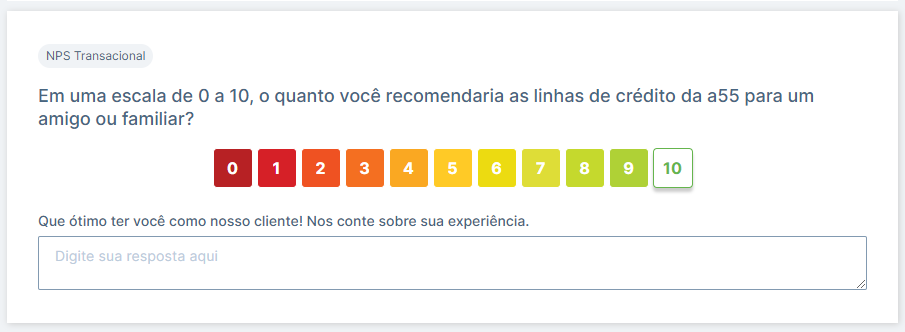 NPS Transacional
Em uma escala de 0 a 10, o quanto você recomendaria as linhas de crédito da a55 para um
amigo ou familiar?
0 1 2 3 4 5 6 7 8 9 10
Que ótimo ter você como nosso cliente! Nos conte sobre sua experiência.
Digite sua resposta aqui